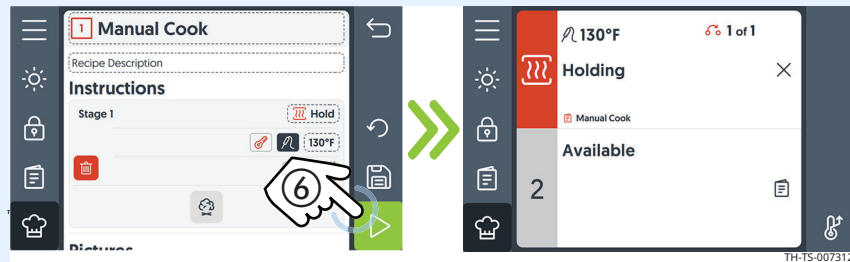 1 Manual Cook
Recipe Description
Instructions
Stage 1
Hold
130°F
6
Pictures
130°F
1 of 1
Holding
Manual Cook
2
Available
TH-TS-007312